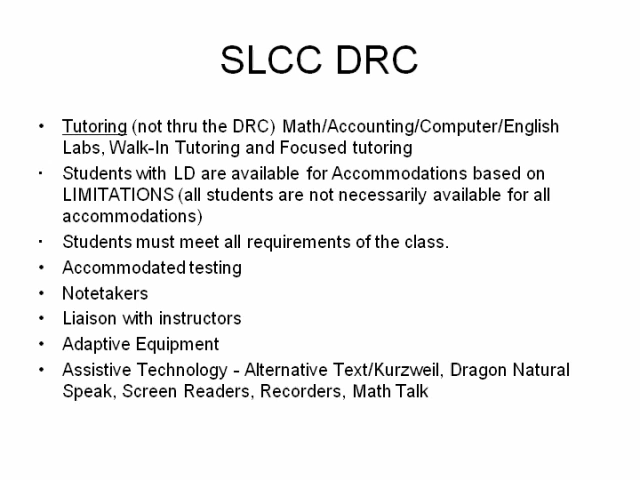 SLCC DRC
• Tutoring (not thru the DRC) Math/Accounting/Computer/English
Labs, Walk-In Tutoring and Focused tutoring
• Students with LD are available for Accommodations based on
LIMITATIONS (all students are not necessarily available for all
accommodations)
• Students must meet all requirements of the class.
• Accommodated testing
• Notetakers
• Liaison with instructors
• Adaptive Equipment
• Assistive Technology - Alternative Text/Kurzweil, Dragon Natural
Speak, Screen Readers, Recorders, Math Talk